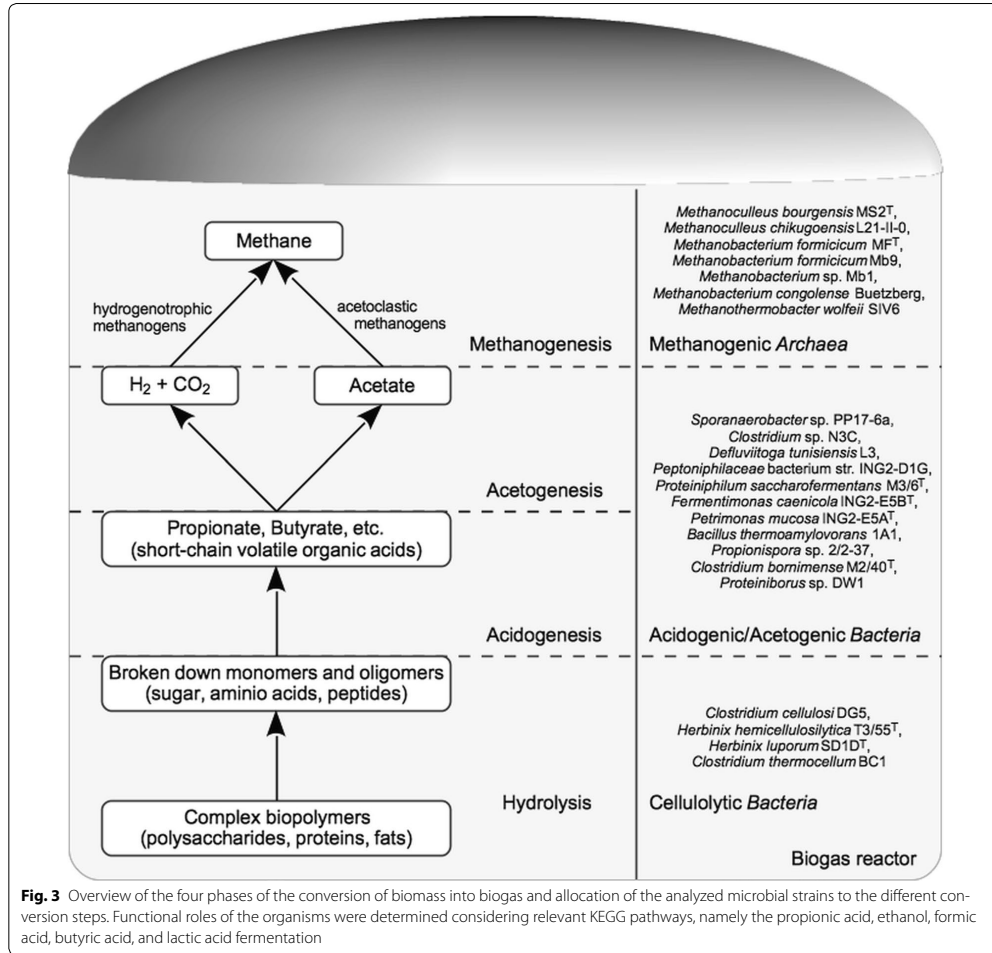 Methane
hydrogenotrophic
methanogens
acetoclastic
methanogens
Methanogenesis
Methanoculleus bourgensis MS2ᵀ,
Methanoculleus chikugoensis L21-II-0,
Methanobacterium formicicum MFᵀ,
Methanobacterium formicicum Mb9,
Methanobacterium sp. Mb1,
Methanobacterium congolense Buetzberg,
Methanothermobacter wolfeii SIV6
Methanogenic Archaea
H₂ + CO₂
Acetate
Acetogenesis
Propionate, Butyrate, etc.
(short-chain volatile organic acids)
Acidogenesis
Sporanaerobacter sp. PP17-6a,
Clostridium sp. N3C,
Defluviitoga tunisiensis L3,
Peptoniphilaceae bacterium str. ING2-D1G,
Proteiniphilum saccharofermentans M3/6ᵀ,
Fermentimonas caenicola ING2-E5Bᵀ,
Petrimonas mucosa ING2-E5Aᵀ,
Bacillus thermoamylovorans 1A1,
Propionispora sp. 2/2-37,
Clostridium bornimense M2/40ᵀ,
Proteiniborus sp. DW1
Acidogenic/Acetogenic Bacteria
Broken down monomers and oligomers
(sugar, aminio acids, peptides)
Hydrolysis
Clostridium cellulosi DG5,
Herbinix hemicellulosilytica T3/55ᵀ,
Herbinix luporum SD1Dᵀ,
Clostridium thermocellum BC1
Cellulolytic Bacteria
Complex biopolymers
(polysaccharides, proteins, fats)
Biogas reactor
Fig. 3 Overview of the four phases of the conversion of biomass into biogas and allocation of the analyzed microbial strains to the different con-
version steps. Functional roles of the organisms were determined considering relevant KEGG pathways, namely the propionic acid, ethanol, formic
acid, butyric acid, and lactic acid fermentation